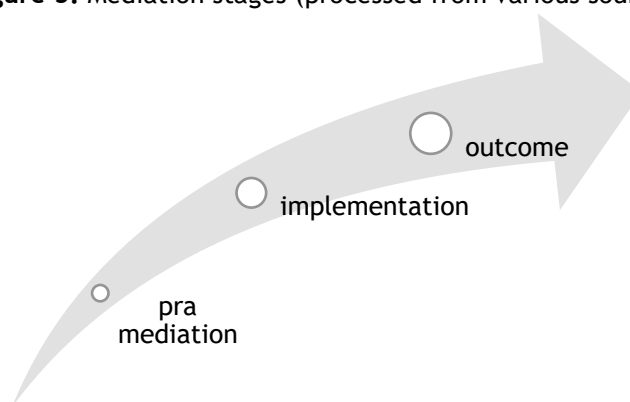 Mediation stages (processed from various
outcome
implementation
pra
mediation